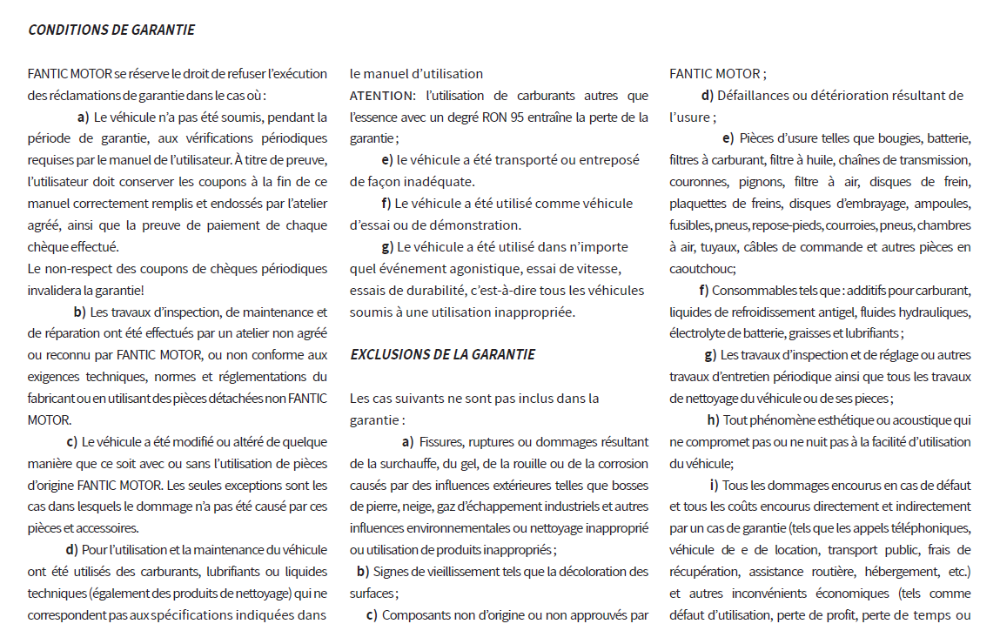 CONDITIONS DE GARANTIE
FANTIC MOTOR se réserve le droit de refuser l'exécution
des réclamations de garantie dans le cas où :
a) Le véhicule n'a pas été soumis, pendant la
période de garantie, aux vérifications périodiques
requises par le manuel de l'utilisateur. À titre de preuve,
l'utilisateur doit conserver les coupons à la fin de ce
manuel correctement remplis et endossés par l'atelier
agréé, ainsi que la preuve de paiement de chaque
chèque effectué.
Le non-respect des coupons de chèques périodiques
invalidera la garantie!
b) Les travaux d'inspection, de maintenance et
de réparation ont été effectués par un atelier non agréé
ou reconnu par FANTIC MOTOR, ou non conforme aux
exigences techniques, normes et réglementations du
fabricant ou en utilisant des pièces détachées non FANTIC
MOTOR.
c) Le véhicule a été modifié ou altéré de quelque
manière que ce soit avec ou sans l'utilisation de pièces
d'origine FANTIC MOTOR. Les seules exceptions sont les
cas dans lesquels le dommage n'a pas été causé par ces
pièces et accessoires.
d) Pour l'utilisation et la maintenance du véhicule
ont été utilisés des carburants, lubrifiants ou liquides
techniques (également des produits de nettoyage) qui ne
correspondent pas aux spécifications indiquées dans
le manuel d'utilisation
ATENTION: l'utilisation de carburants autres que
l'essence avec un degré RON 95 entraîne la perte de la
garantie ;
e) le véhicule a été transporté ou entreposé
de façon inadéquate.
f) Le véhicule a été utilisé comme véhicule
d'essai ou de démonstration.
g) Le véhicule a été utilisé dans n'importe
quel événement agonistique, essai de vitesse,
essais de durabilité, c'est-à-dire tous les véhicules
soumis à une utilisation inappropriée.
EXCLUSIONS DE LA GARANTIE
Les cas suivants ne sont pas inclus dans la
garantie :
a) Fissures, ruptures ou dommages résultant
de la surchauffe, du gel, de la rouille ou de la corrosion
causés par des influences extérieures telles que bosses
de pierre, neige, gaz d'échappement industriels et autres
influences environnementales ou nettoyage inapproprié
ou utilisation de produits inappropriés ;
b) Signes de vieillissement tels que la décoloration des
surfaces ;
c) Composants non d'origine ou non approuvés par
FANTIC MOTOR ;
d) Défaillances ou détérioration résultant de
l'usure ;
e) Pièces d'usure telles que bougies, batterie,
filtres à carburant, filtre à huile, chaînes de transmission,
couronnes, pignons, filtre à air, disques de frein,
plaquettes de freins, disques d'embrayage, ampoules,
fusibles, pneus, repose-pieds, courroies, pneus, chambres
à air, tuyaux, câbles de commande et autres pièces en
caoutchouc;
f) Consommables tels que : additifs pour carburant,
liquides de refroidissement antigel, fluides hydrauliques,
électrolyte de batterie, graisses et lubrifiants ;
g) Les travaux d'inspection et de réglage ou autres
travaux d'entretien périodique ainsi que tous les travaux
de nettoyage du véhicule ou de ses pieces ;
h) Tout phénomène esthétique ou acoustique qui
ne compromet pas ou ne nuit pas à la facilité d'utilisation
du véhicule;
i) Tous les dommages encourus en cas de défaut
et tous les coûts encourus directement et indirectement
par un cas de garantie (tels que les appels téléphoniques,
véhicule de e de location, transport public, frais de
récupération, assistance routière, hébergement, etc.)
et autres inconvénients économiques (tels comme
défaut d'utilisation, perte de profit, perte de temps ou